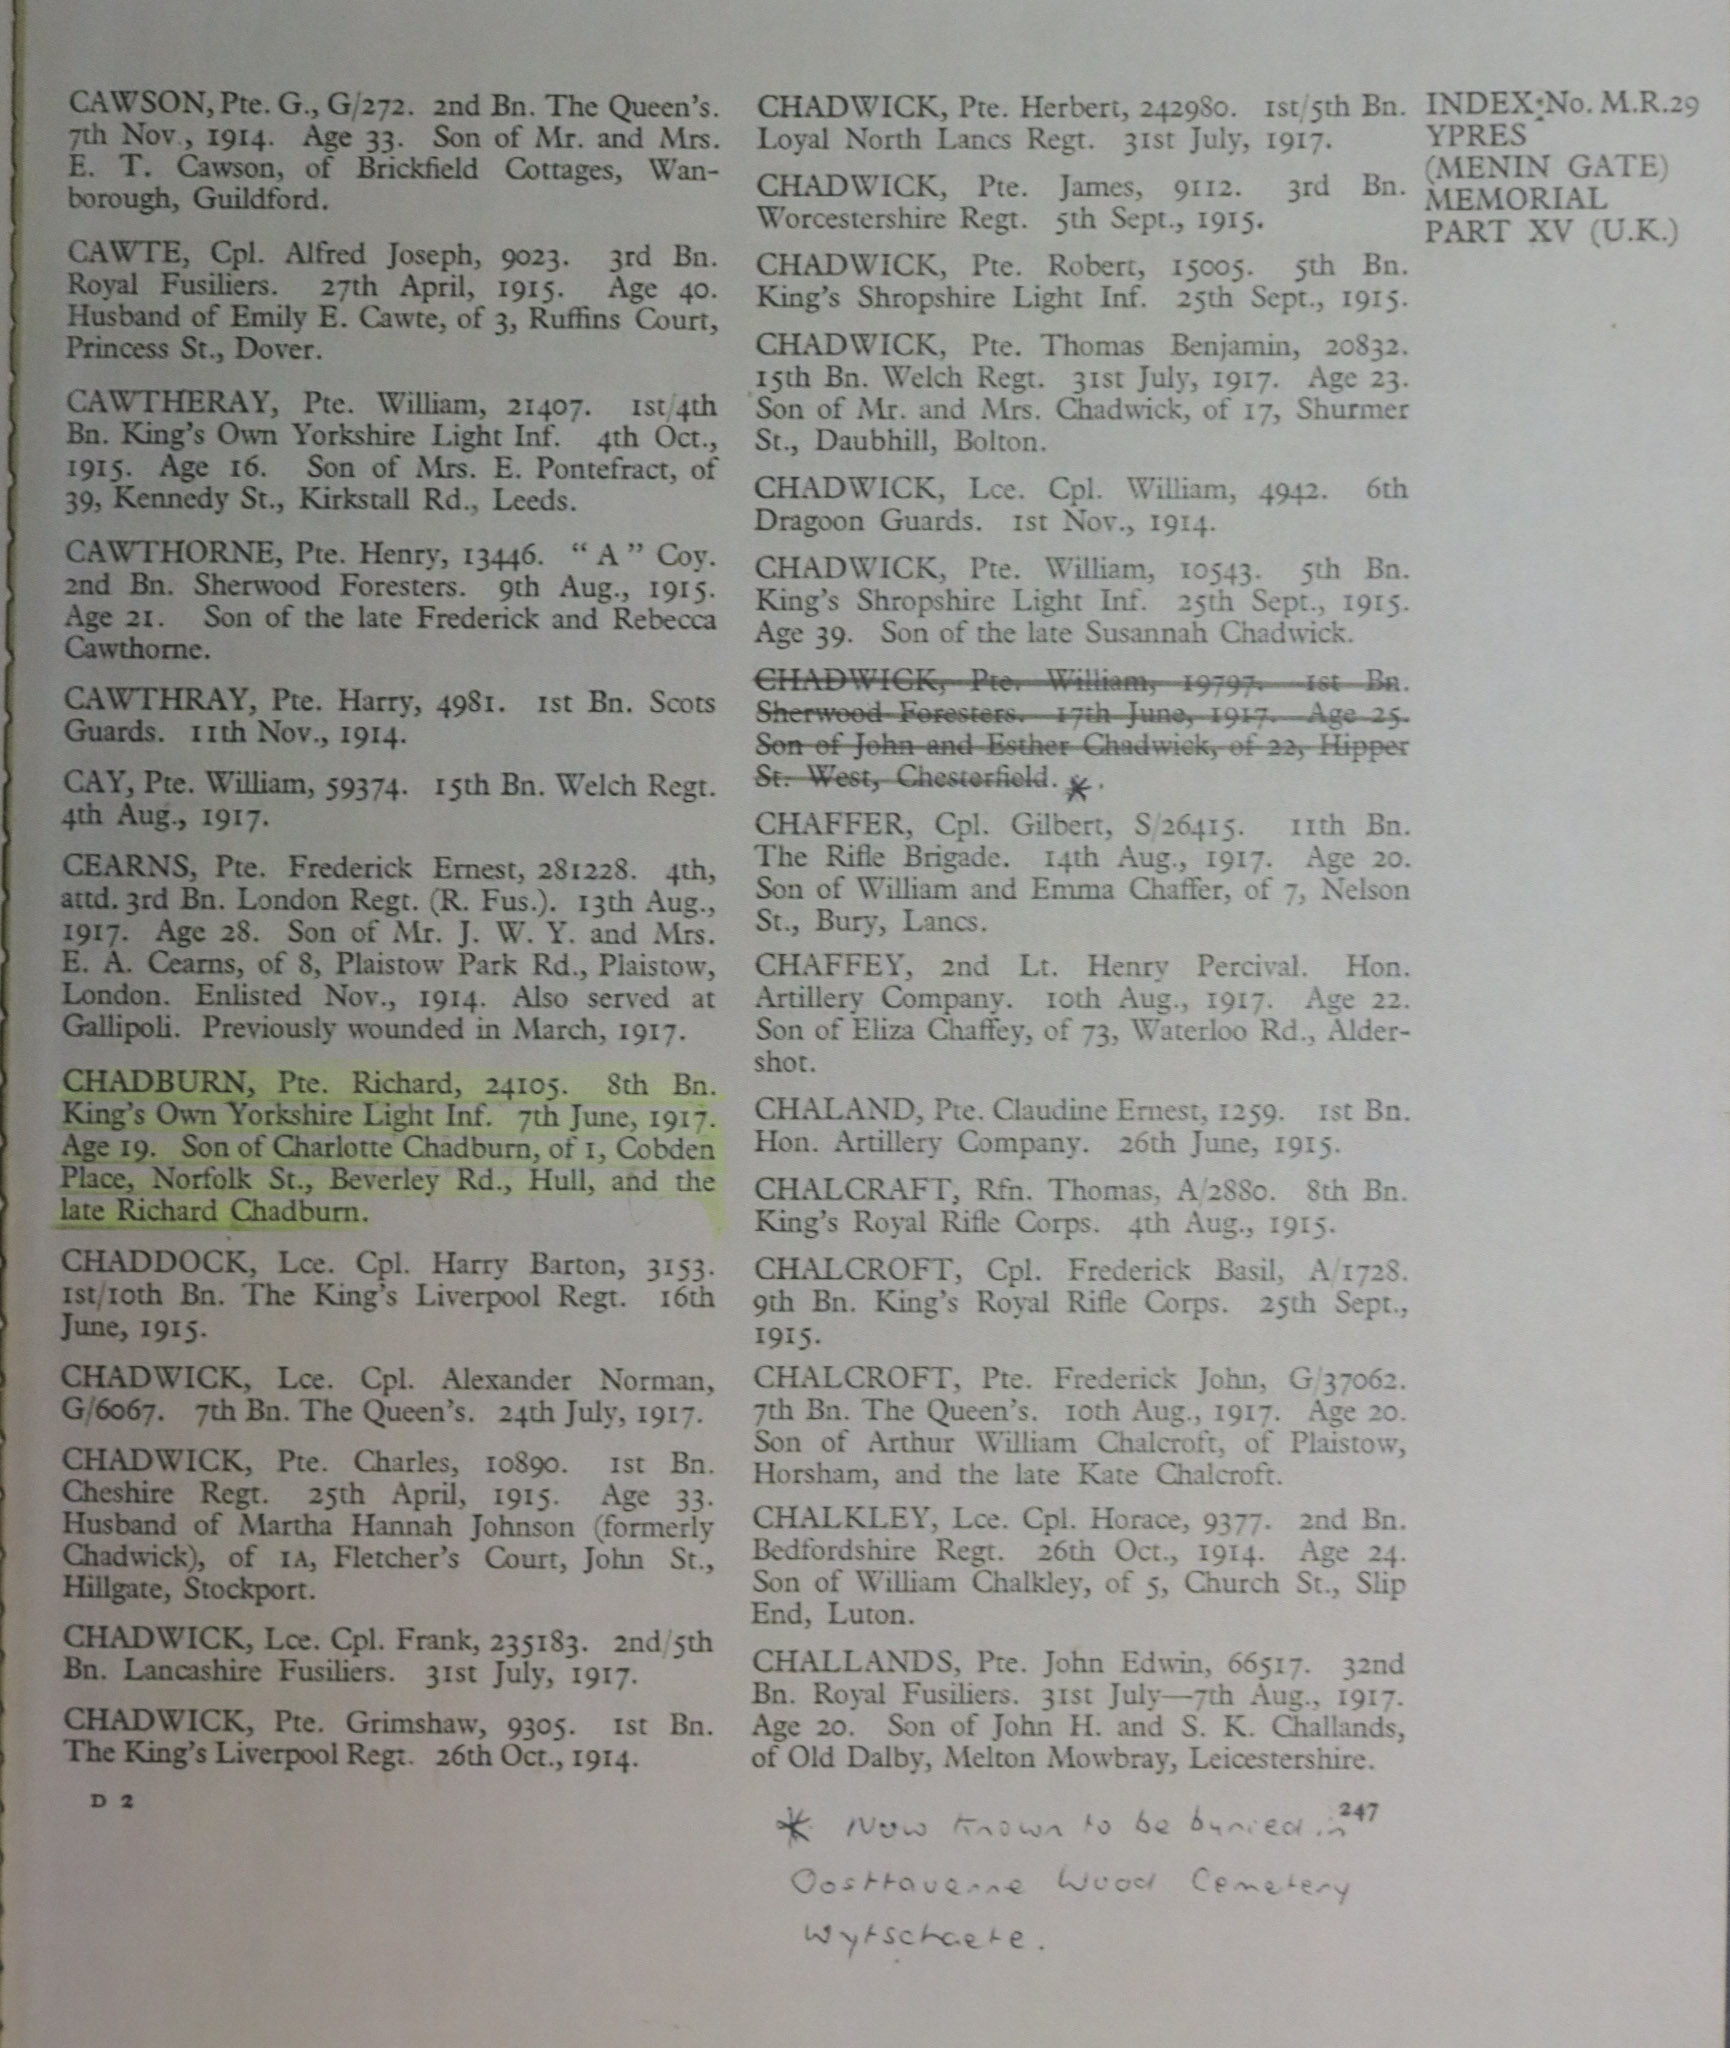 CAWSON, Pte. G., G/272. 2nd Bn. The Queen's.
7th Nov., 1914. Age 33. Son of Mr. and Mrs.
E. T. Cawson, of Brickfield Cottages, Wan-
borough, Guildford.
CAWTE, Cpl. Alfred Joseph, 9023. 3rd Bn.
Royal Fusiliers. 27th April, 1915. Age 40.
Husband of Emily E. Cawte, of 3, Ruffins Court,
Princess St., Dover.
CAWTHERAY, Pte. William, 21407. 1st/4th
Bn. King's Own Yorkshire Light Inf. 4th Oct.,
1915. Age 16. Son of Mrs. E. Pontefract, of
39, Kennedy St., Kirkstall Rd., Leeds.
CAWTHORNE, Pte. Henry, 13446. " A " Coy.
2nd Bn. Sherwood Foresters. 9th Aug., 1915.
Age 21. Son of the late Frederick and Rebecca
Cawthorne.
CAWTHRAY, Pte. Harry, 4981. 1st Bn. Scots
Guards. 11th Nov., 1914.
CAY, Pte. William, 59374. 15th Bn. Welch Regt.
4th Aug., 1917.
CEARNS, Pte. Frederick Ernest, 281228. 4th,
attd. 3rd Bn. London Regt. (R. Fus.). 13th Aug.,
1917. Age 28. Son of Mr. J. W. Y. and Mrs.
E. A. Cearns, of 8, Plaistow Park Rd., Plaistow,
London. Enlisted Nov., 1914. Also served at
Gallipoli. Previously wounded in March, 1917.
CHADBURN, Pte. Richard, 24105. 8th Bn.
King's Own Yorkshire Light Inf. 7th June, 1917.
Age 19. Son of Charlotte Chadburn, of 1, Cobden
Place, Norfolk St., Beverley Rd., Hull, and the
late Richard Chadburn.
CHADDOCK, Lce. Cpl. Harry Barton, 3153.
1st/10th Bn. The King's Liverpool Regt. 16th
June, 1915.
CHADWICK, Lce. Cpl. Alexander Norman,
G/6067. 7th Bn. The Queen's. 24th July, 1917.
CHADWICK, Pte. Charles, 10890. 1st Bn.
Cheshire Regt. 25th April, 1915. Age 33.
Husband of Martha Hannah Johnson (formerly
Chadwick), of 1A, Fletcher's Court, John St.,
Hillgate, Stockport.
CHADWICK, Lce. Cpl. Frank, 235183. 2nd/5th
Bn. Lancashire Fusiliers. 31st July, 1917.
CHADWICK, Pte. Grimshaw, 9305. 1st Bn.
The King's Liverpool Regt. 26th Oct., 1914.
D 2
CHADWICK, Pte. Herbert, 242980. 1st/5th Bn.
Loyal North Lancs Regt. 31st July, 1917.
CHADWICK, Pte. James, 9112. 3rd Bn.
Worcestershire Regt. 5th Sept., 1915.
CHADWICK, Pte. Robert, 15005. 5th Bn.
King's Shropshire Light Inf. 25th Sept., 1915.
CHADWICK, Pte. Thomas Benjamin, 20832.
15th Bn. Welch Regt. 31st July, 1917. Age 23.
Son of Mr. and Mrs. Chadwick, of 17, Shurmer
St., Daubhill, Bolton.
CHADWICK, Lce. Cpl. William, 4942. 6th
Dragoon Guards. 1st Nov., 1914.
CHADWICK, Pte. William, 10543. 5th Bn.
King's Shropshire Light Inf. 25th Sept., 1915.
Age 39. Son of the late Susannah Chadwick.
CHADWICK, Pte. William, 19797. 1st Bn.
Sherwood Foresters. 17th June, 1917. Age 25.
Son of John and Esther Chadwick, of 22, Hipper
St. West, Chesterfield. *.
CHAFFER, Cpl. Gilbert, S/26415. 11th Bn.
The Rifle Brigade. 14th Aug., 1917. Age 20.
Son of William and Emma Chaffer, of 7, Nelson
St., Bury, Lancs.
CHAFFEY, 2nd Lt. Henry Percival. Hon.
Artillery Company. 10th Aug., 1917. Age 22.
Son of Eliza Chaffey, of 73, Waterloo Rd., Alder-
shot.
CHALAND, Pte. Claudine Ernest, 1259. 1st Bn.
Hon. Artillery Company. 26th June, 1915.
CHALCRAFT, Rfn. Thomas, A/2880. 8th Bn.
King's Royal Rifle Corps. 4th Aug., 1915.
CHALCROFT, Cpl. Frederick Basil, A/1728.
9th Bn. King's Royal Rifle Corps. 25th Sept.,
1915.
CHALCROFT, Pte. Frederick John, G/37062.
7th Bn. The Queen's. 10th Aug., 1917. Age 20.
Son of Arthur William Chalcroft, of Plaistow,
Horsham, and the late Kate Chalcroft.
CHALKLEY, Lce. Cpl. Horace, 9377. 2nd Bn.
Bedfordshire Regt. 26th Oct., 1914. Age 24.
Son of William Chalkley, of 5, Church St., Slip
End, Luton.
CHALLANDS, Pte. John Edwin, 66517. 32nd
Bn. Royal Fusiliers. 31st July—7th Aug., 1917.
Age 20. Son of John H. and S. K. Challands,
of Old Dalby, Melton Mowbray, Leicestershire.
247
* Now known to be buried in
Oosttaverne Wood Cemetery
Wytschaete.
INDEX No. M.R.29
YPRES
(MENIN GATE)
MEMORIAL
PART XV (U.K.)